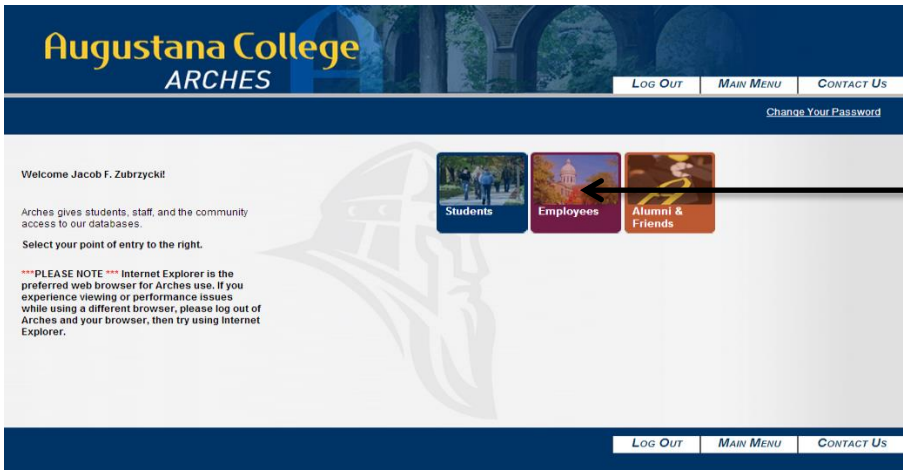 Augustana College
ARCHES
LOG OUT MAIN MENU CONTACT US
Change Your Password
Welcome Jacob F. Zubrzycki!
Arches gives students, staff, and the community
access to our databases.
Select your point of entry to the right.
***PLEASE NOTE *** Internet Explorer is the
preferred web browser for Arches use. If you
experience viewing or performance issues
while using a different browser, please log out of
Arches and your browser, then try using Internet
Explorer.
Students
Employees
Alumni &
Friends
LOG OUT MAIN MENU CONTACT US